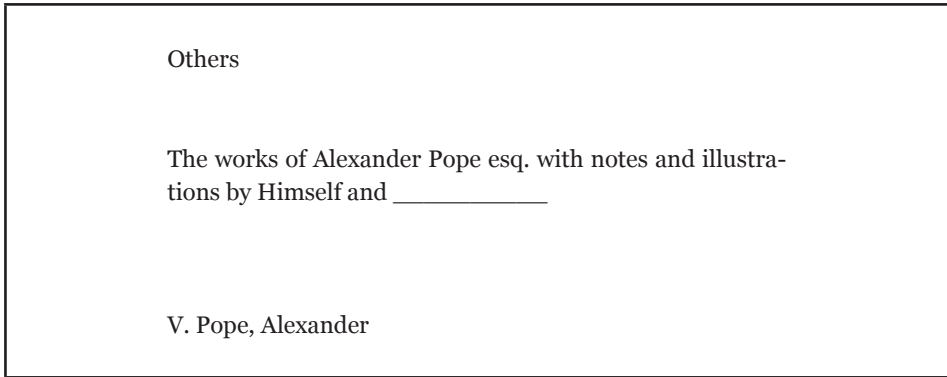 Others
The works of Alexander Pope esq. with notes and illustra-
tions by Himself and ___________
V. Pope, Alexander